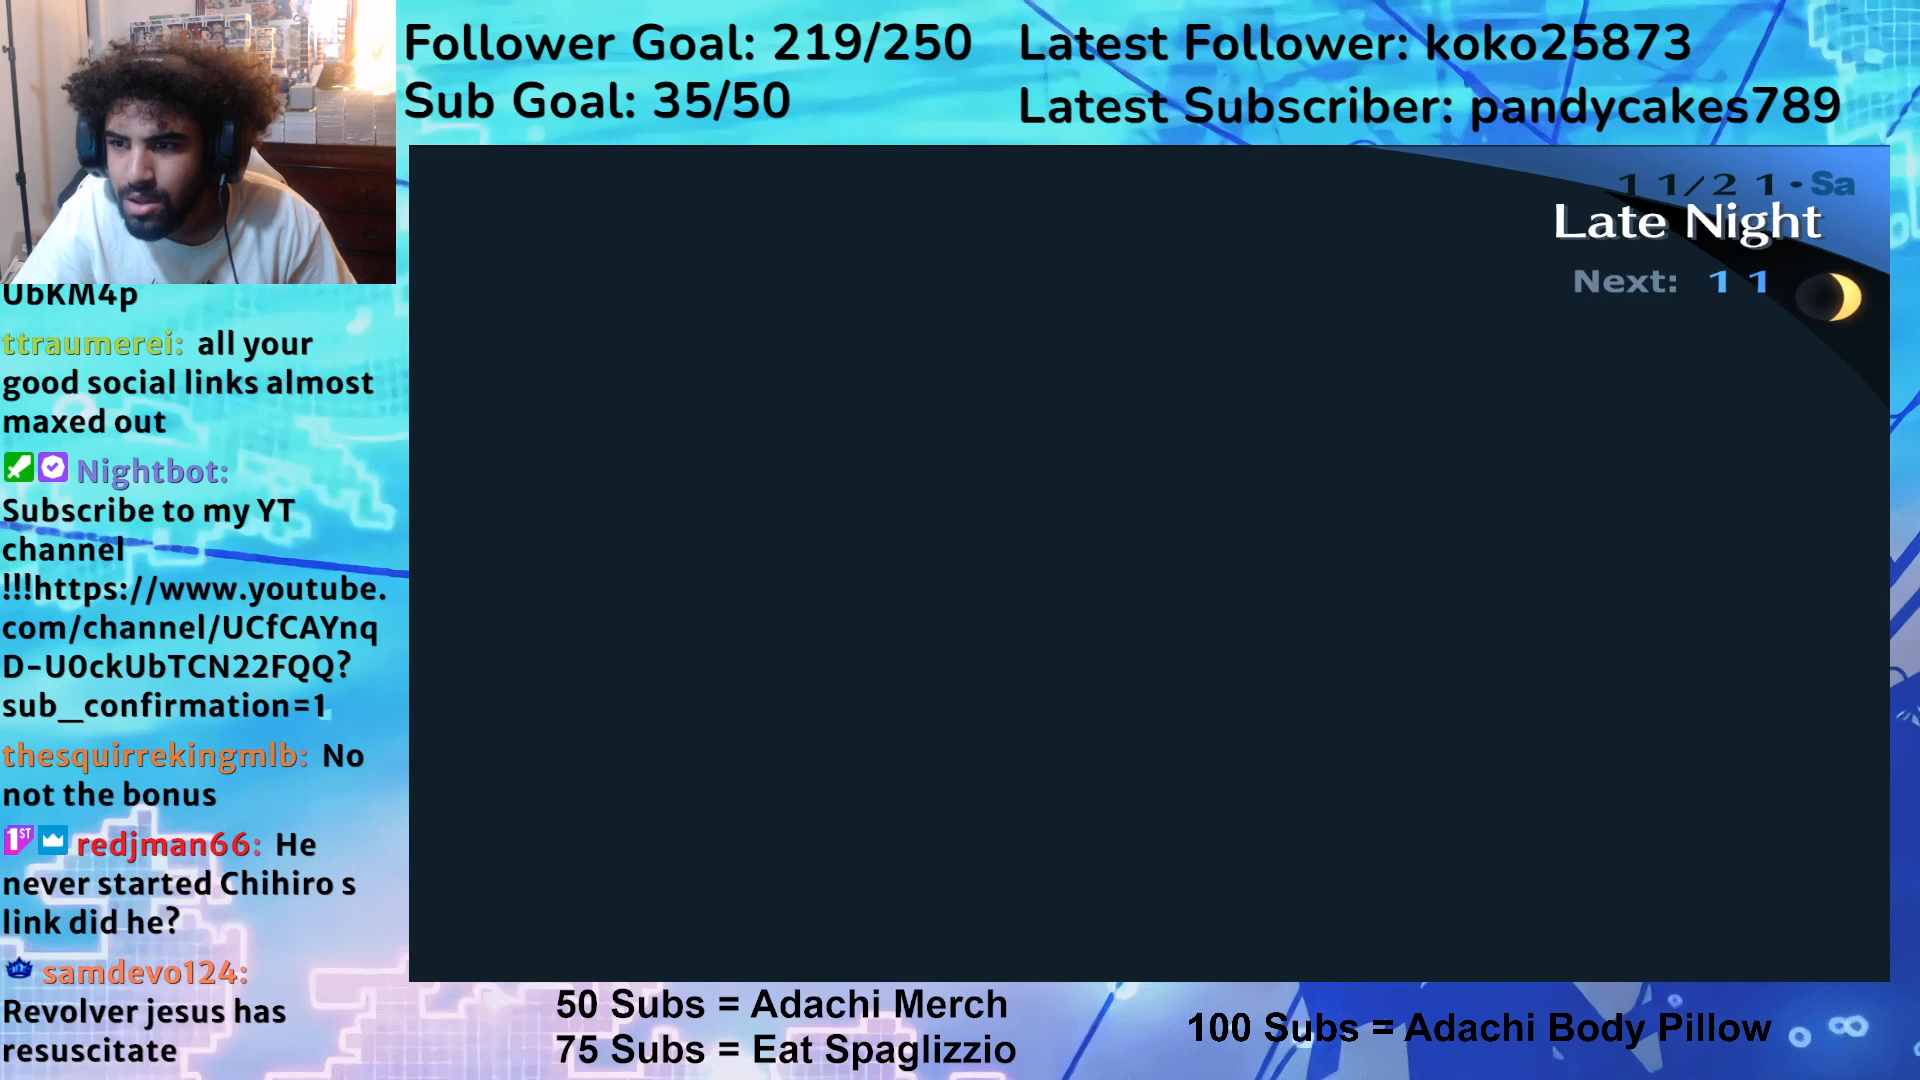 Follower Goal: 219/250
Sub Goal: 35/50
Latest Follower: koko25873
Latest Subscriber: pandycakes789
11/21·Sa
Late Night
Next: 11
UbKM4p
ttraumerei: all your
good social links almost
maxed out
Nightbot:
Subscribe to my YT
channel
!!!https://www.youtube.
com/channel/UCfCAYnq
D-U0ckUbTCN22FQQ?
sub_confirmation=1
thesquirrekingmlb: No
not the bonus
1ST redjman66: He
never started Chihiro s
link did he?
samdevo124:
Revolver jesus has
resuscitate
50 Subs = Adachi Merch
75 Subs = Eat Spaglizzio
100 Subs = Adachi Body Pillow